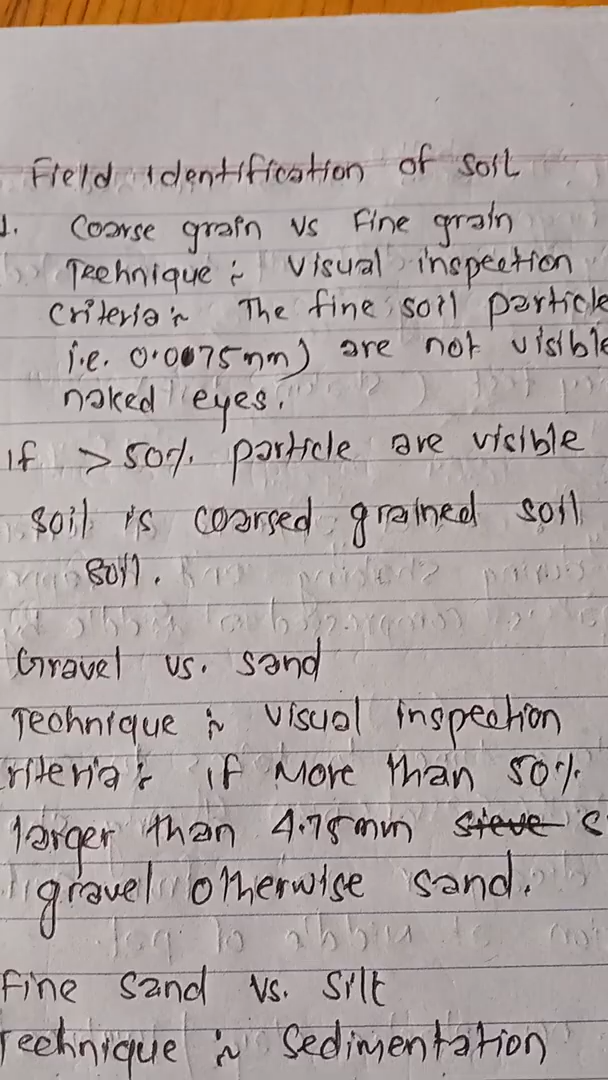 Field identification of soil
1. Coarse grain vs Fine grain
Technique :- Visual inspection
Criteria :- The fine soil particle
i.e. 0.0075mm) are not visible
naked eyes.
If > 50% particle are visible
soil is coarsed grained soil
soil.
Gravel vs. sand
Technique :- visual inspection
riteria :- if More than 50%
larger than 4.75mm sieve
gravel otherwise sand.
Fine sand vs. silt
Technique :- Sedimentation